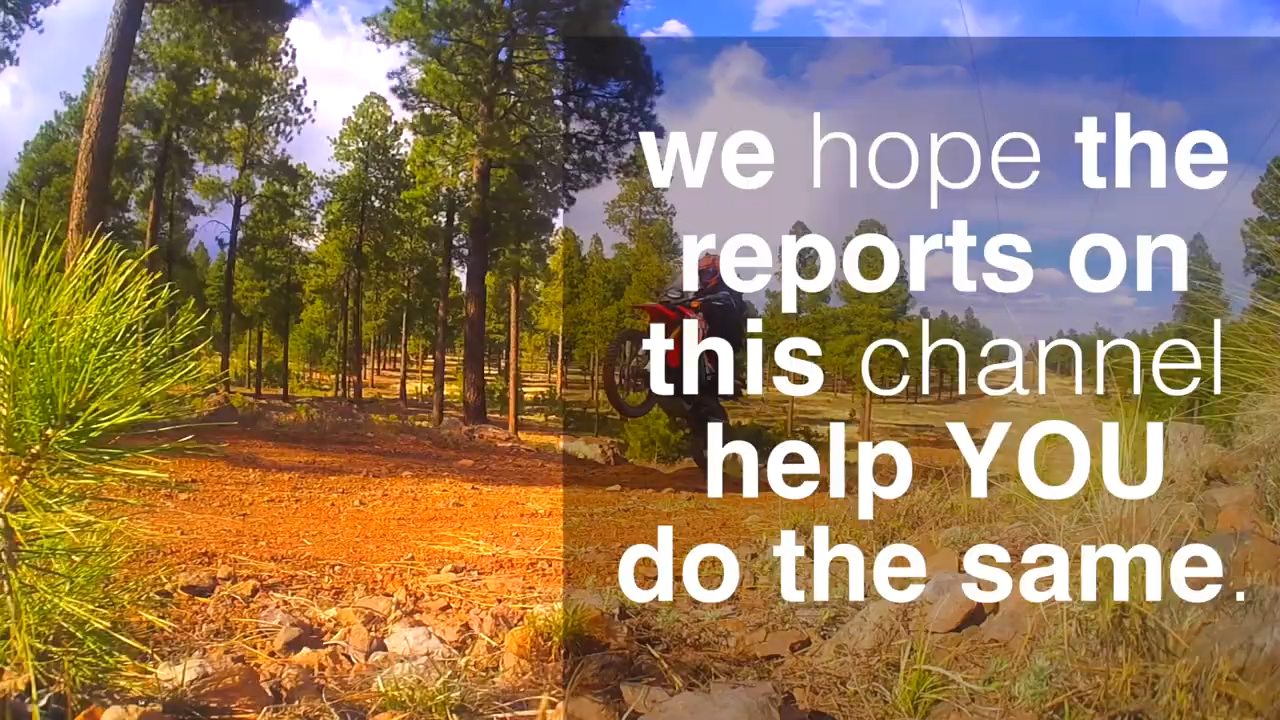 we hope the
reports on
this channel
help YOU
do the same.